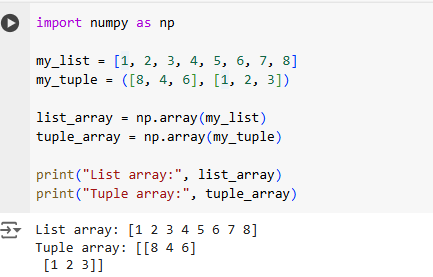 import numpy as np
my_list = [1, 2, 3, 4, 5, 6, 7, 8]
my_tuple = ([8, 4, 6], [1, 2, 3])
list_array = np.array(my_list)
tuple_array = np.array(my_tuple)
print("List array:", list_array)
print("Tuple array:", tuple_array)
List array: [1 2 3 4 5 6 7 8]
Tuple array: [[8 4 6]
 [1 2 3]]